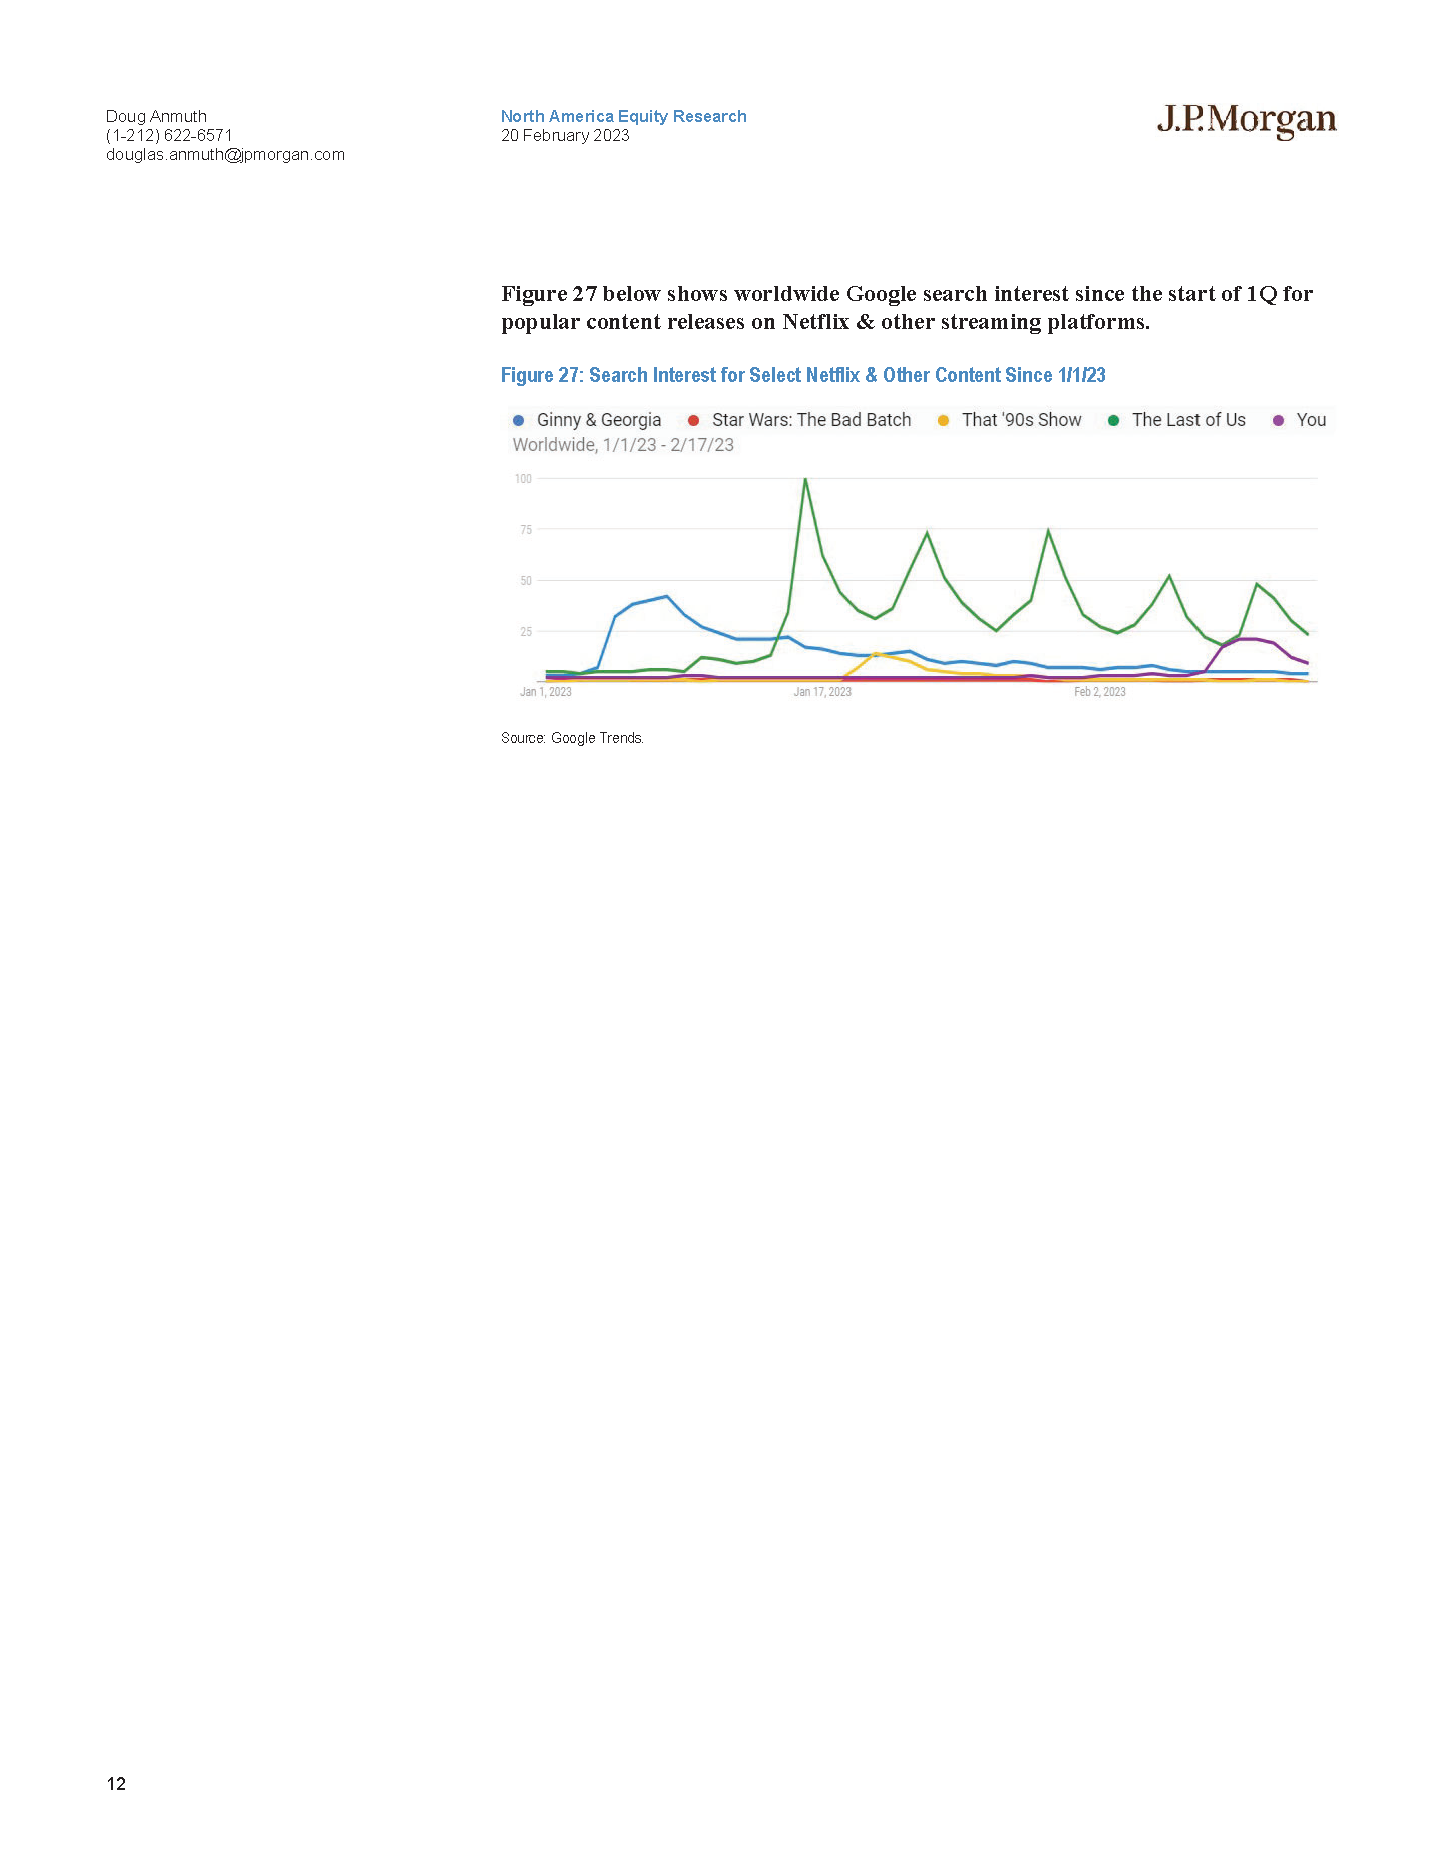 Doug Anmuth
(1-212) 622-6571
douglas.anmuth@jpmorgan.com
North America Equity Research
20 February 2023
J.P.Morgan
Figure 27 below shows worldwide Google search interest since the start of 1Q for
popular content releases on Netflix & other streaming platforms.
Figure 27: Search Interest for Select Netflix & Other Content Since 1/1/23
Ginny & Georgia Star Wars: The Bad Batch That '90s Show The Last of Us You
Worldwide, 1/1/23 - 2/17/23
100
75
50
25
Jan 1, 2023 Jan 17, 2023 Feb 2, 2023
Source: Google Trends.
12